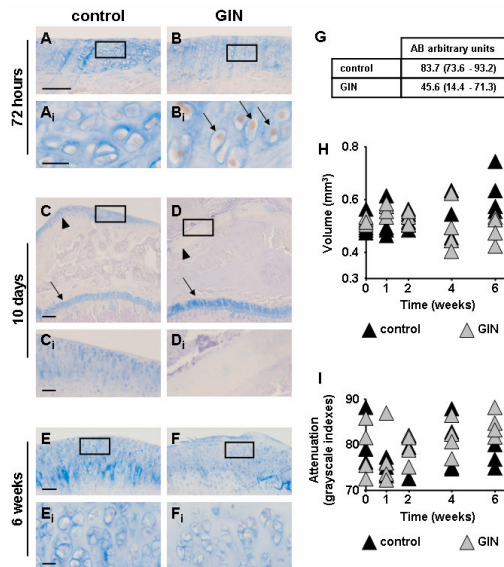 control GIN
72 hours
A B
Ai Bi
10 days
C D
Ci Di
6 weeks
E F
Ei Fi
G
AB arbitrary units
control 83.7 (73.6 - 93.2)
GIN 45.6 (14.4 - 71.3)
H
Volume (mm³)
0.8
0.6
0.4
0.3
0 1 2 4 6
Time (weeks)
control GIN
I
Attenuation
(grayscale indexes)
90
80
70
0 1 2 4 6
Time (weeks)
control GIN